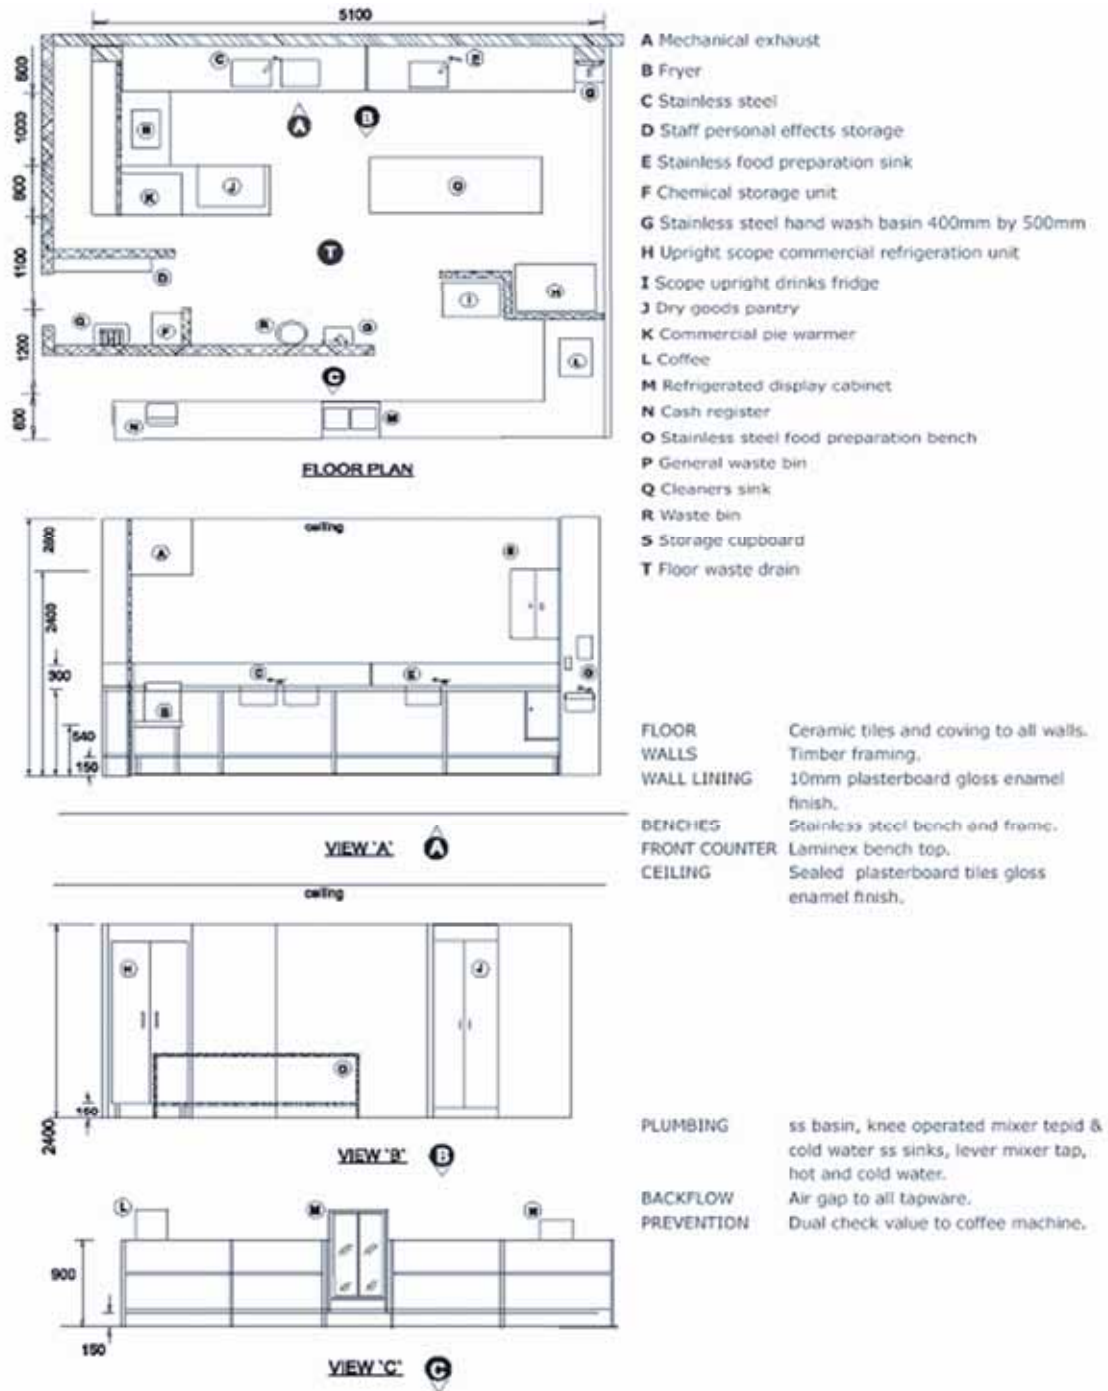 5100
A Mechanical exhaust
B Fryer
C Stainless steel
D Staff personal effects storage
E Stainless food preparation sink
F Chemical storage unit
G Stainless steel hand wash basin 400mm by 500mm
H Upright scope commercial refrigeration unit
I Scope upright drinks fridge
J Dry goods pantry
K Commercial pie warmer
L Coffee
M Refrigerated display cabinet
N Cash register
O Stainless steel food preparation bench
P General waste bin
Q Cleaners sink
R Waste bin
S Storage cupboard
T Floor waste drain
1000
1100
1200
600
C
A
B
K
J
T
D
I
H
F
R
L
C
N
M
FLOOR PLAN
ceiling
2400
300
540
150
A
B
C
E
VIEW 'A' A
FLOOR Ceramic tiles and coving to all walls.
WALLS Timber framing.
WALL LINING 10mm plasterboard gloss enamel
finish.
BENCHES Stainless steel bench and frame.
FRONT COUNTER Laminex bench top.
CEILING Sealed plasterboard tiles gloss
enamel finish.
ceiling
H
J
O
150
2400
VIEW 'B' B
PLUMBING ss basin, knee operated mixer tepid &
cold water ss sinks, lever mixer tap,
hot and cold water.
BACKFLOW Air gap to all tapware.
PREVENTION Dual check value to coffee machine.
L
M
900
150
VIEW 'C' C